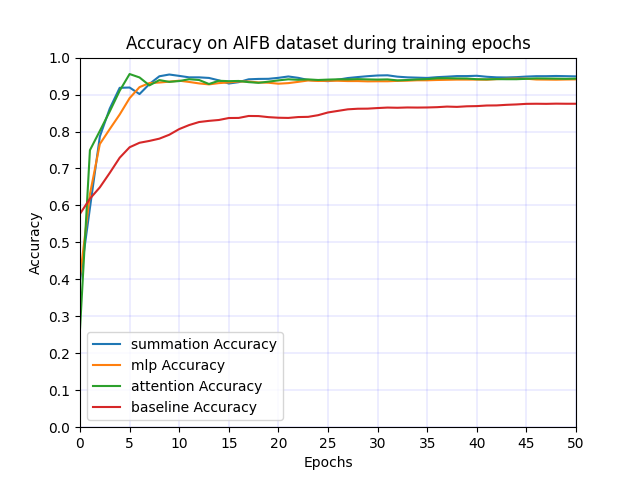 Accuracy on AIFB dataset during training epochs
1.0
0.9
0.8
0.7
0.6
0.5
0.4
0.3
0.2
0.1
0.0
Accuracy
summation Accuracy
mlp Accuracy
attention Accuracy
baseline Accuracy
0 5 10 15 20 25 30 35 40 45 50
Epochs